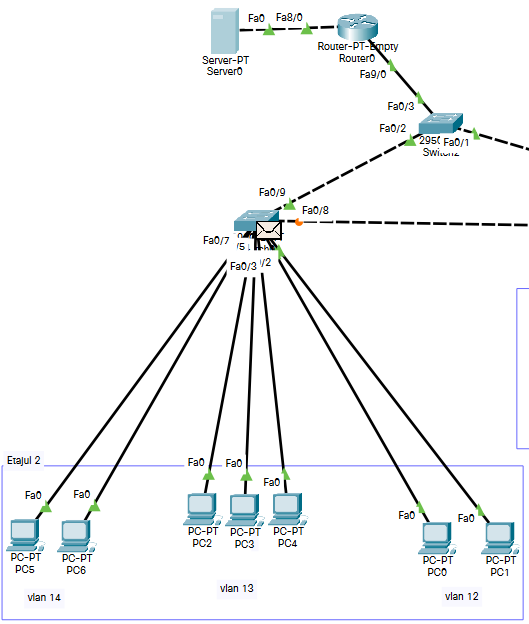 Fa0
Fa8/0
Server-PT
Server0
Router-PT-Empty
Router0
Fa9/0
Fa0/3
Fa0/2
Fa0/1
Fa0/9
Fa0/8
Fa0/7
Fa0/3
/2
Etajul 2
Fa0
Fa0
Fa0
Fa0
Fa0
Fa0
Fa0
PC-PT
PC5
PC-PT
PC6
PC-PT
PC2
PC-PT
PC3
PC-PT
PC4
PC-PT
PC0
PC-PT
PC1
vlan 14
vlan 13
vlan 12